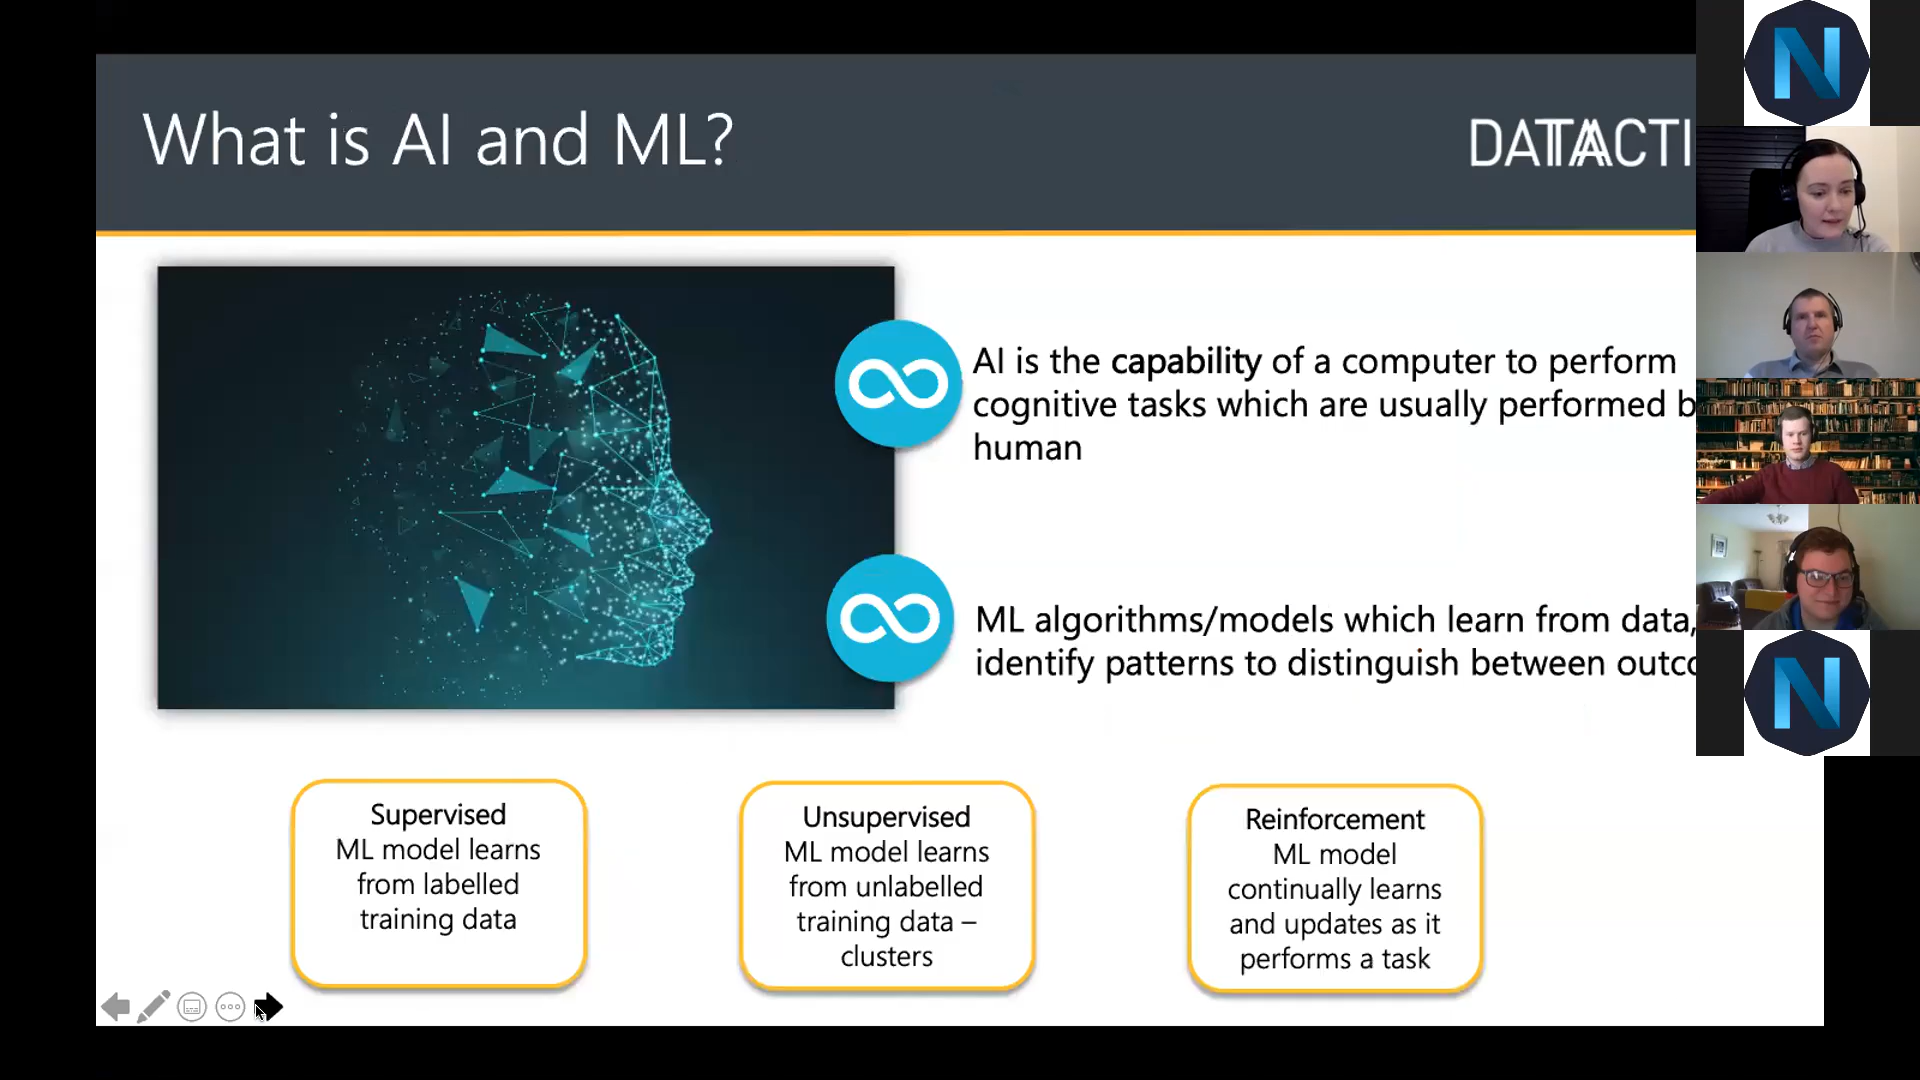 What is AI and ML?
DATACTI
AI is the capability of a computer to perform
cognitive tasks which are usually performed b
human
ML algorithms/models which learn from data,
identify patterns to distinguish between outco
Supervised
ML model learns
from labelled
training data
Unsupervised
ML model learns
from unlabelled
training data –
clusters
Reinforcement
ML model
continually learns
and updates as it
performs a task
N
N